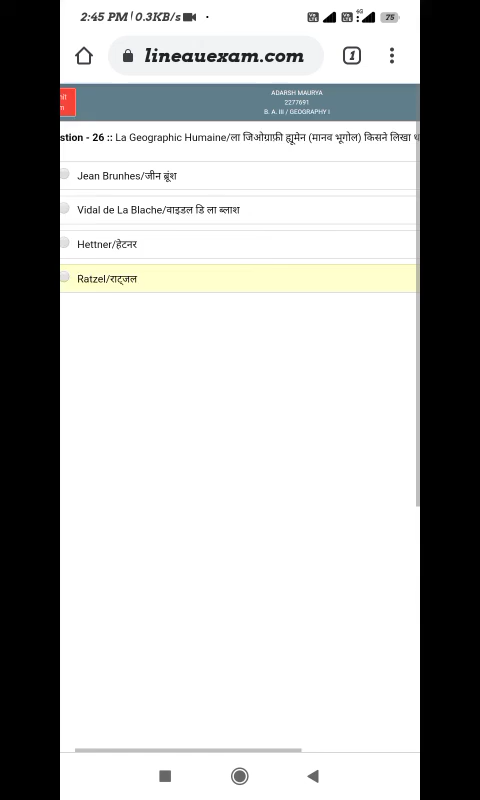 2:45 PM | 0.3KB/s
4G
75
lineauexam.com
1
ADARSH MAURYA
2277691
B. A. III / GEOGRAPHY I
stion - 26 :: La Geographic Humaine/ला जिओग्राफ़ी ह्यूमेन (मानव भूगोल) किसने लिखा
Jean Brunhes/जीन ब्रूंश
Vidal de La Blache/वाइडल डि ला ब्लाश
Hettner/हेटनर
Ratzel/राट्जल